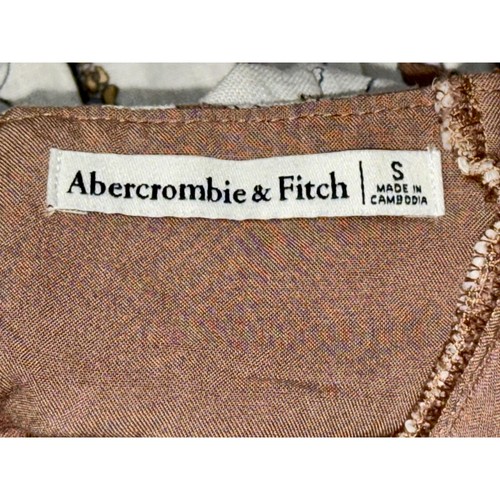 Abercrombie & Fitch
S
MADE IN
CAMBODIA